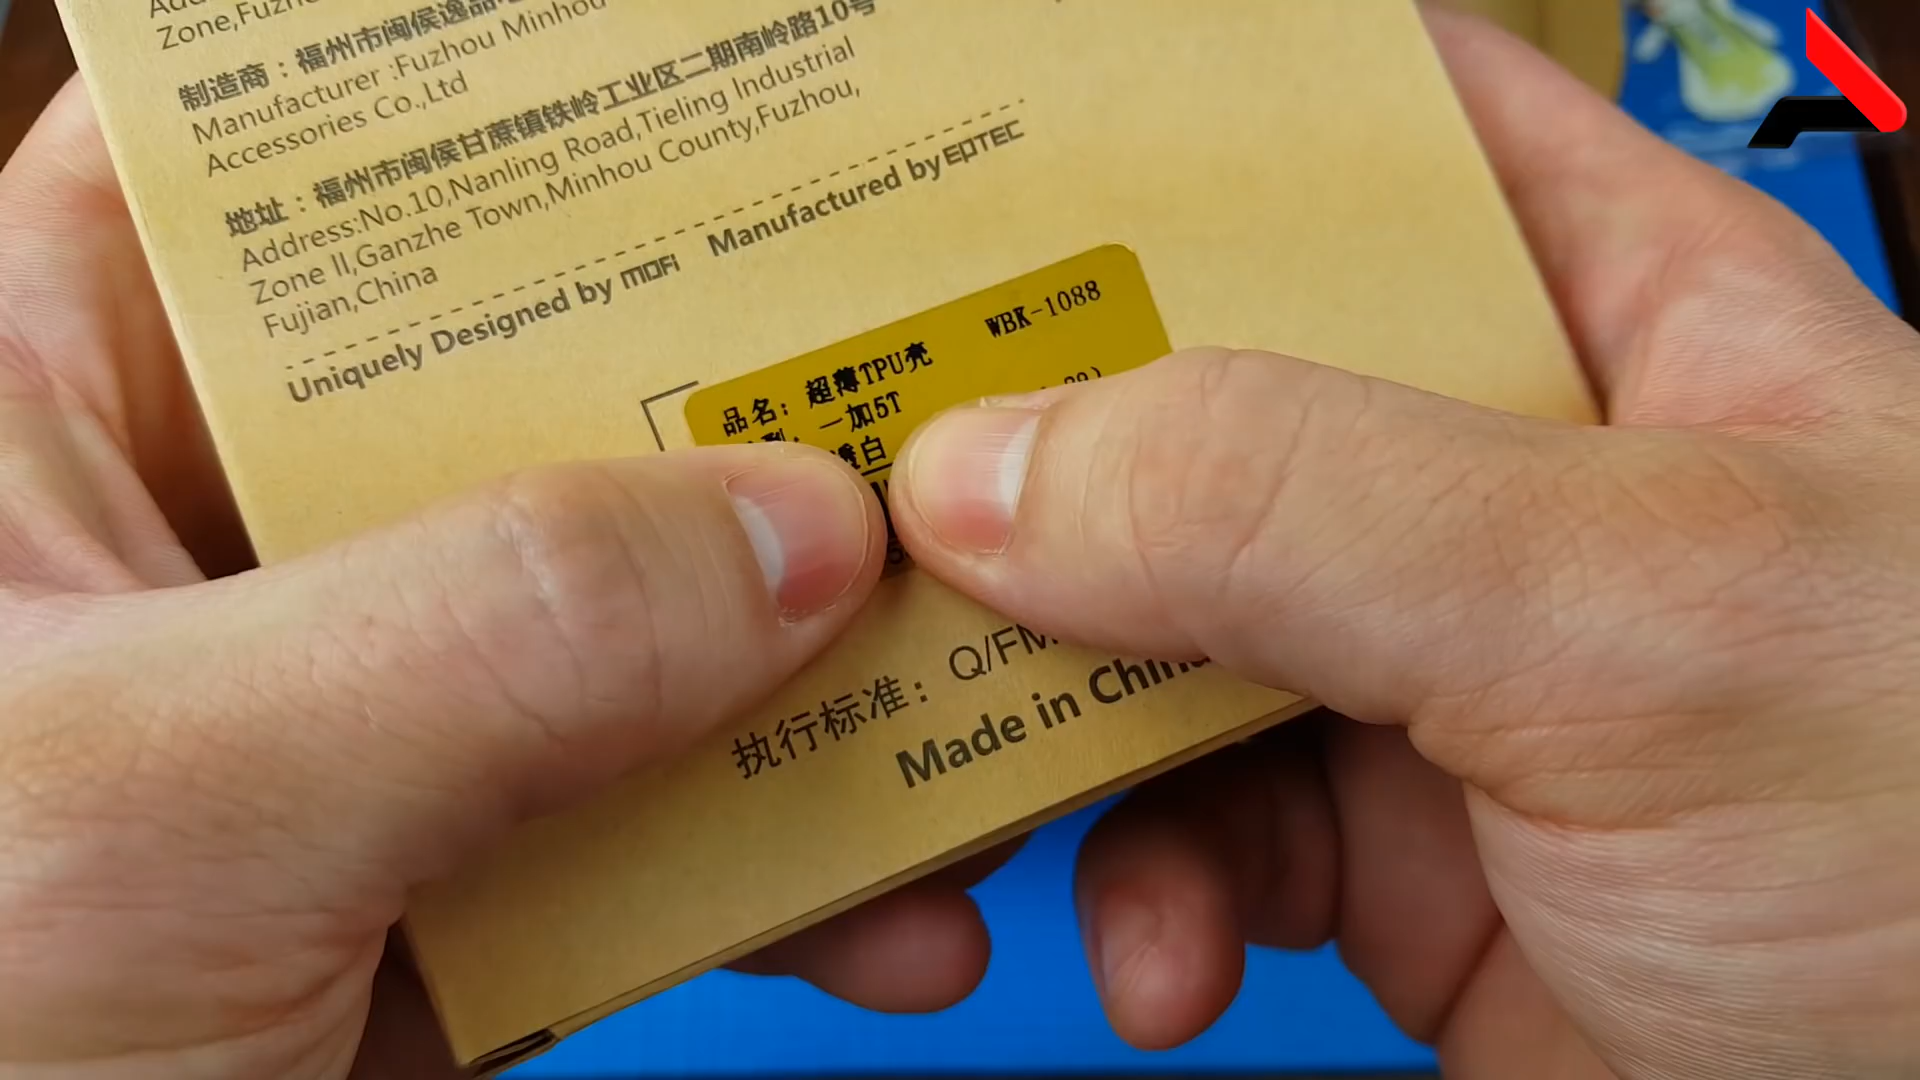 Zone,Fuzh
制造商：福州市闽侯逸品
Manufacturer :Fuzhou Minhou
Accessories Co.,Ltd
地址：福州市闽侯甘蔗镇铁岭工业区二期南岭路10号
Address:No.10,Nanling Road,Tieling Industrial
Zone II,Ganzhe Town,Minhou County,Fuzhou,
Fujian,China
Uniquely Designed by MOFi Manufactured by EPTEC
WBK-1088
品名：超薄TPU壳
一加5T
透白
执行标准：Q/FM
Made in China